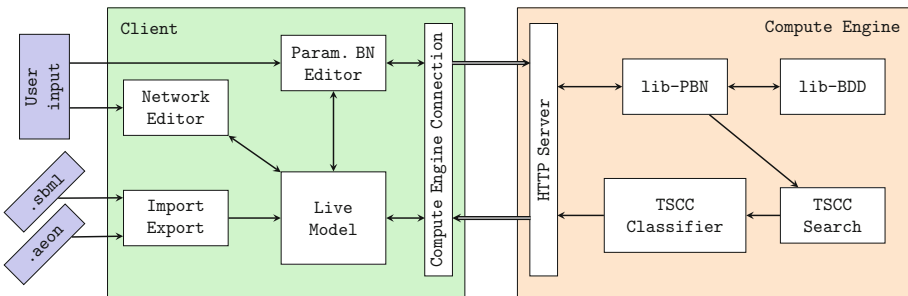 Client
Compute Engine
User
input
Param. BN
Editor
Network
Editor
.sbml
.aeon
Import
Export
Live
Model
Compute Engine Connection
HTTP Server
lib-PBN
lib-BDD
TSCC
Classifier
TSCC
Search